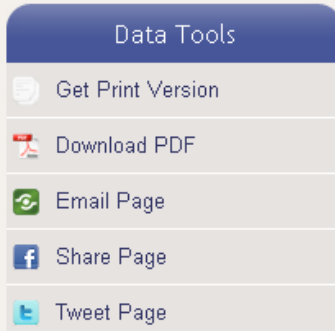 Data Tools
Get Print Version
Download PDF
Email Page
Share Page
Tweet Page